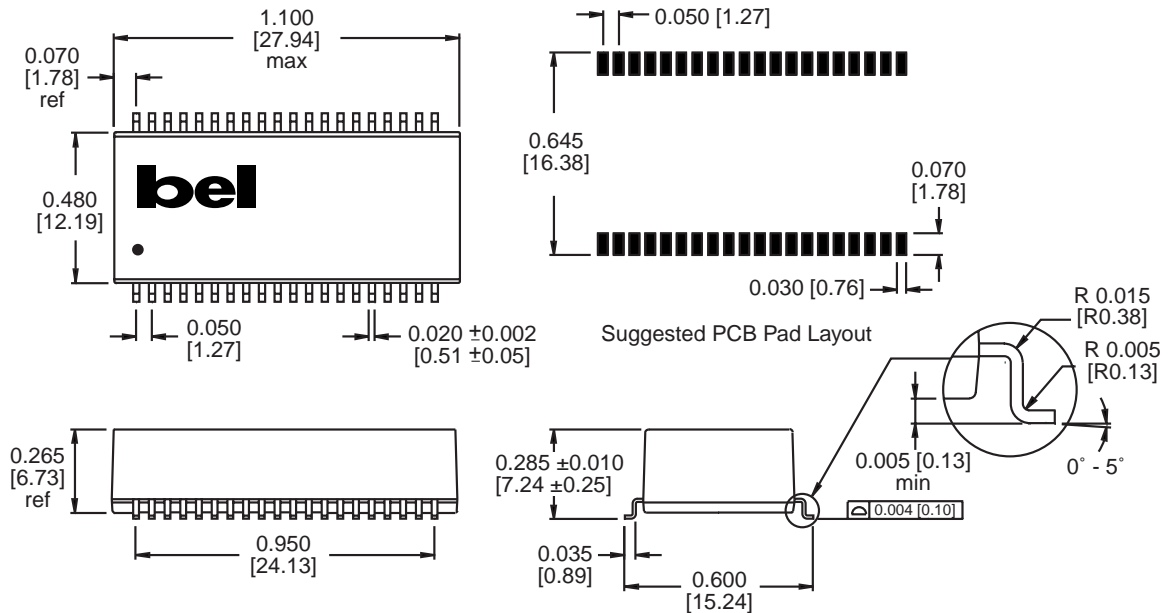 1.100
[27.94]
max
0.070
[1.78]
ref
0.050 [1.27]
0.645
[16.38]
bel
0.480
[12.19]
0.070
[1.78]
0.030 [0.76]
0.050
[1.27]
0.020 ±0.002
[0.51 ±0.05]
Suggested PCB Pad Layout
R 0.015
[R0.38]
R 0.005
[R0.13]
0.265
[6.73]
ref
0.285 ±0.010
[7.24 ±0.25]
0.005 [0.13]
min
0° - 5°
0.004 [0.10]
0.950
[24.13]
0.035
[0.89]
0.600
[15.24]